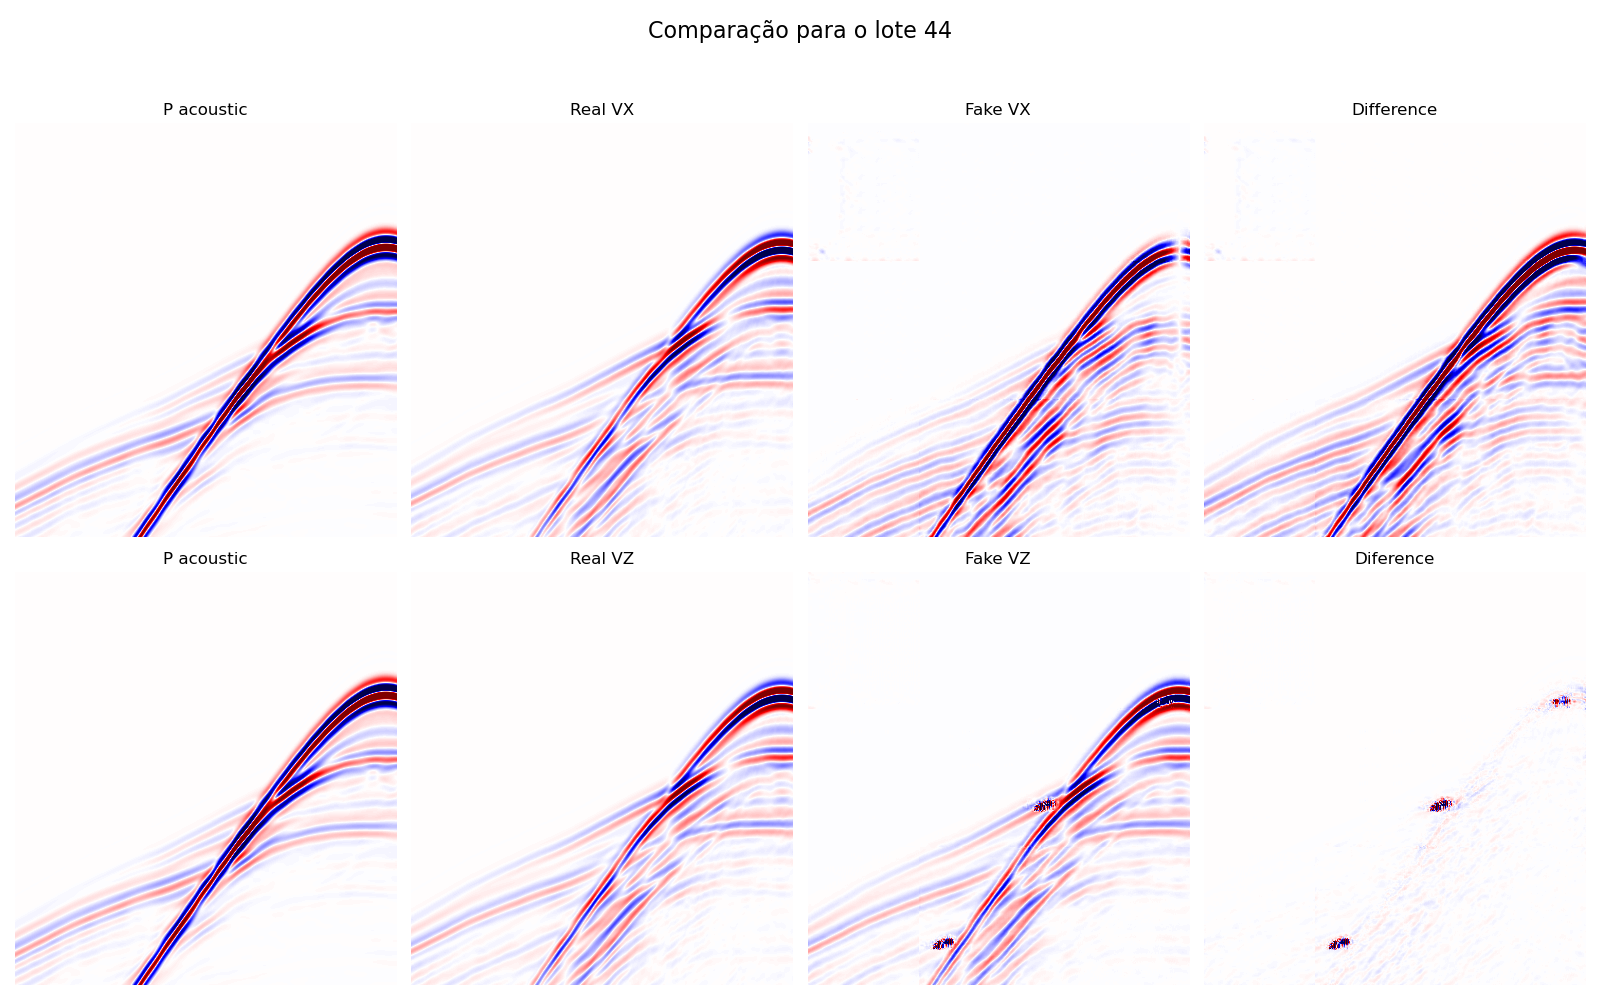 Comparação para o lote 44
P acoustic
Real VX
Fake VX
Difference
P acoustic
Real VZ
Fake VZ
Diference